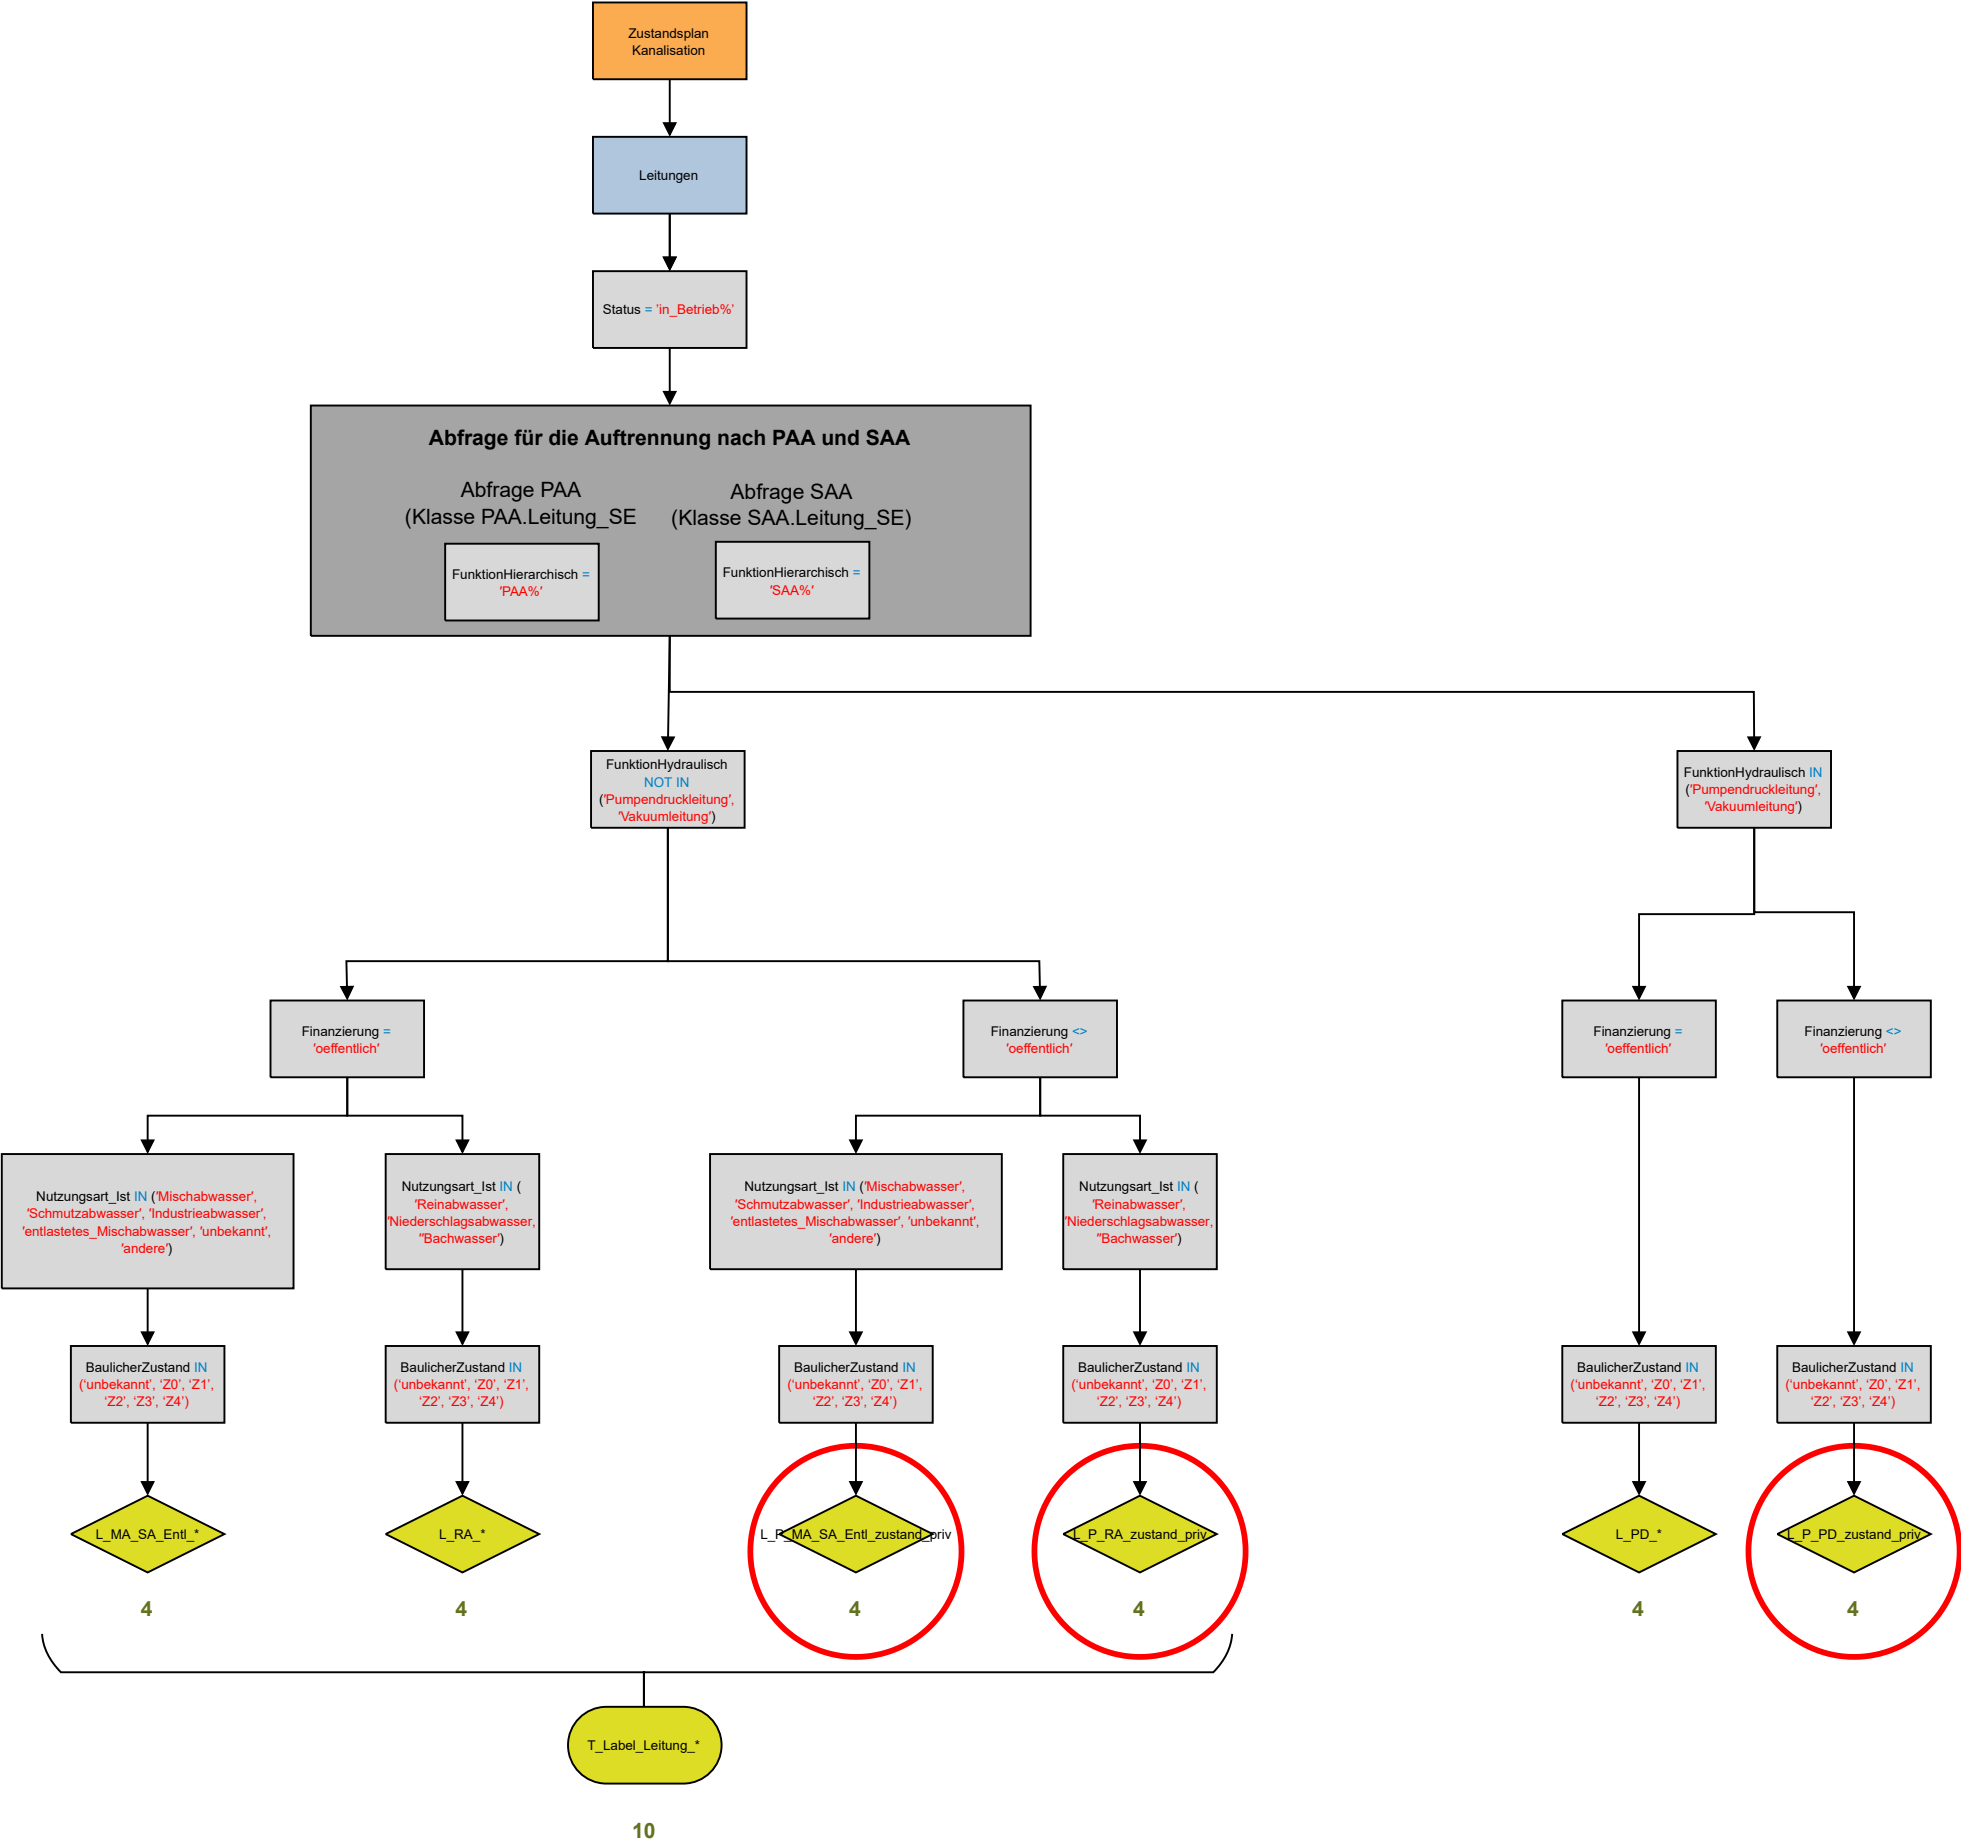 Zustandsplan
Kanalisation
Leitungen
Status = 'in_Betrieb%'
Abfrage für die Auftrennung nach PAA und SAA
Abfrage PAA
(Klasse PAA.Leitung_SE
Abfrage SAA
(Klasse SAA.Leitung_SE)
FunktionHierarchisch =
'PAA%'
FunktionHierarchisch =
'SAA%'
FunktionHydraulisch
NOT IN
('Pumpendruckleitung',
'Vakuumleitung')
FunktionHydraulisch IN
('Pumpendruckleitung',
'Vakuumleitung')
Finanzierung =
'oeffentlich'
Finanzierung <>
'oeffentlich'
Finanzierung =
'oeffentlich'
Finanzierung <>
'oeffentlich'
Nutzungsart_Ist IN ('Mischabwasser',
'Schmutzabwasser', 'Industrieabwasser',
'entlastetes_Mischabwasser', 'unbekannt',
'andere')
Nutzungsart_Ist IN (
'Reinabwasser',
'Niederschlagsabwasser,
''Bachwasser')
Nutzungsart_Ist IN ('Mischabwasser',
'Schmutzabwasser', 'Industrieabwasser',
'entlastetes_Mischabwasser', 'unbekannt',
'andere')
Nutzungsart_Ist IN (
'Reinabwasser',
'Niederschlagsabwasser,
''Bachwasser')
BaulicherZustand IN
(‘unbekannt’, ‘Z0’, ‘Z1’,
‘Z2’, ‘Z3’, ‘Z4’)
BaulicherZustand IN
(‘unbekannt’, ‘Z0’, ‘Z1’,
‘Z2’, ‘Z3’, ‘Z4’)
BaulicherZustand IN
(‘unbekannt’, ‘Z0’, ‘Z1’,
‘Z2’, ‘Z3’, ‘Z4’)
BaulicherZustand IN
(‘unbekannt’, ‘Z0’, ‘Z1’,
‘Z2’, ‘Z3’, ‘Z4’)
BaulicherZustand IN
(‘unbekannt’, ‘Z0’, ‘Z1’,
‘Z2’, ‘Z3’, ‘Z4’)
BaulicherZustand IN
(‘unbekannt’, ‘Z0’, ‘Z1’,
‘Z2’, ‘Z3’, ‘Z4’)
L_MA_SA_Entl_*
L_RA_*
L_P_MA_SA_Entl_zustand_priv
L_P_RA_zustand_priv
L_PD_*
L_P_PD_zustand_priv
4
4
4
4
4
4
T_Label_Leitung_*
10